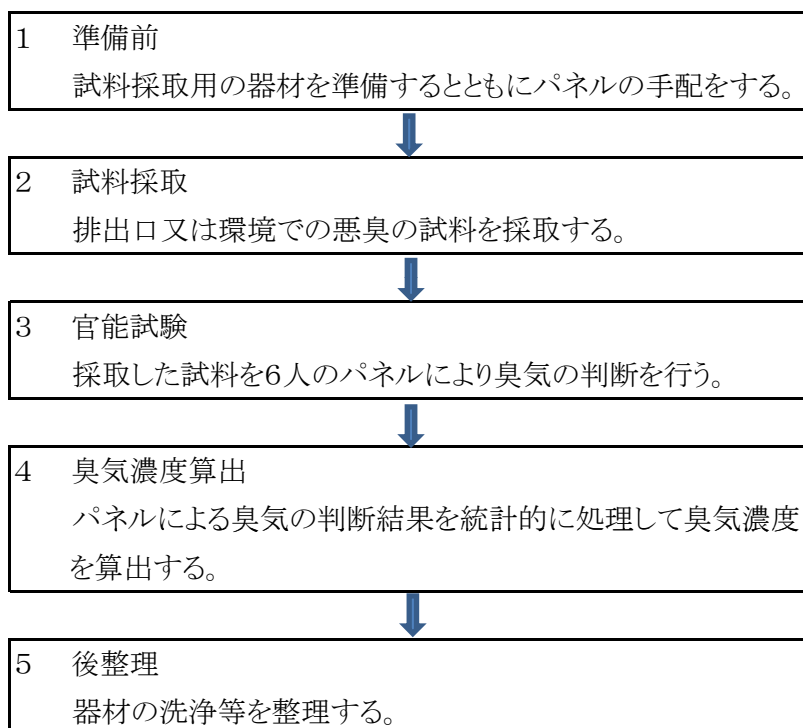 1 準備前
試料採取用の器材を準備するとともにパネルの手配をする。
2 試料採取
排出口又は環境での悪臭の試料を採取する。
3 官能試験
採取した試料を6人のパネルにより臭気の判断を行う。
4 臭気濃度算出
パネルによる臭気の判断結果を統計的に処理して臭気濃度
を算出する。
5 後整理
器材の洗浄等を整理する。